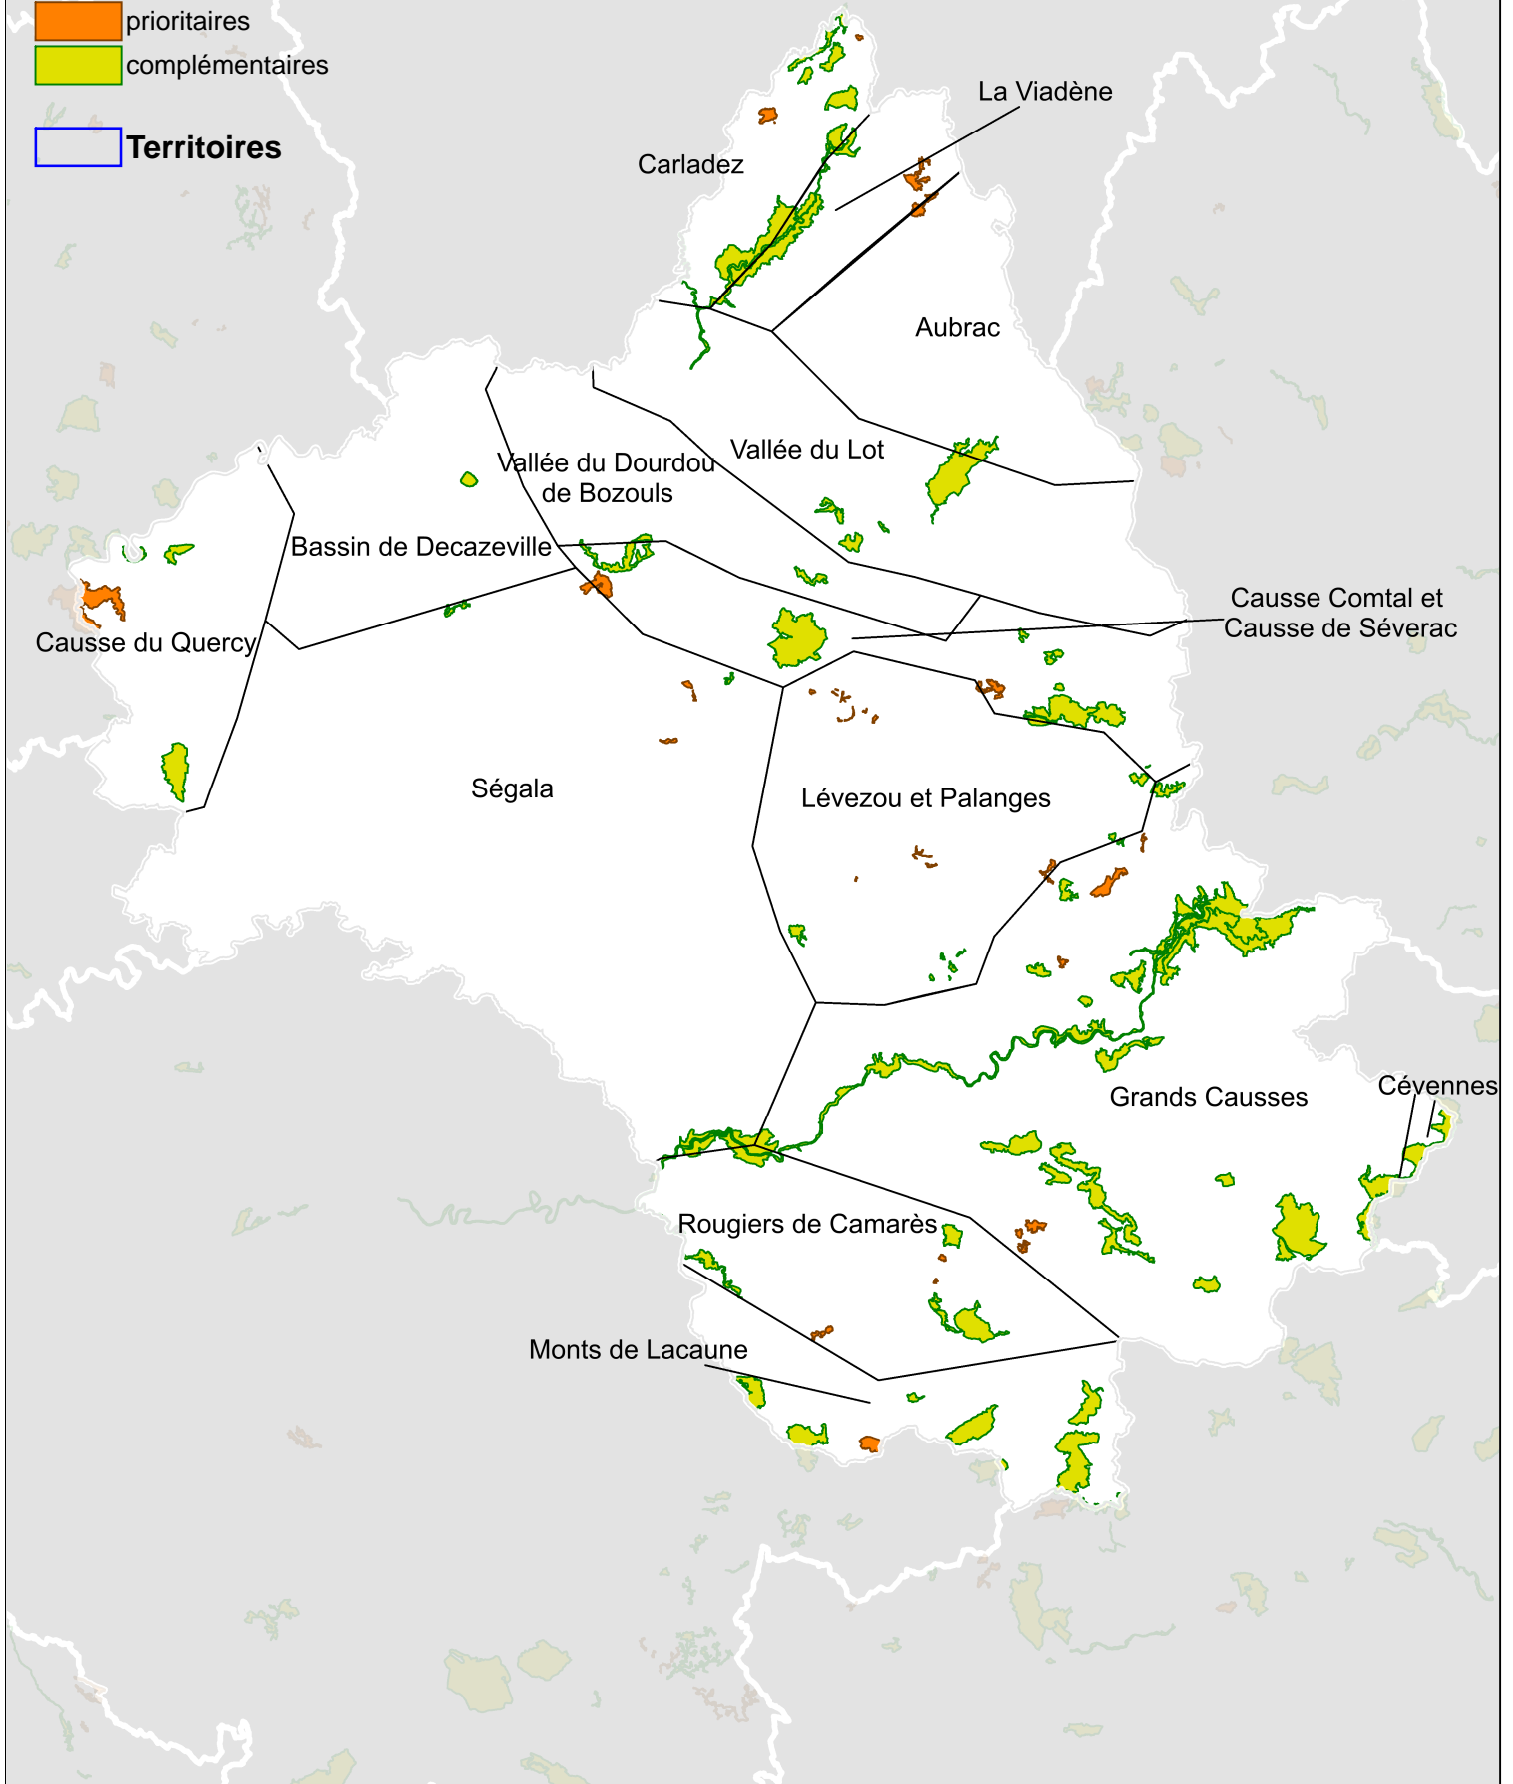 prioritaires
complémentaires
Territoires
La Viadène
Carladez
Aubrac
Vallée du Lot
Vallée du Dourdou
de Bozouls
Bassin de Decazeville
Causse Comtal et
Causse de Séverac
Causse du Quercy
Ségala
Lévezou et Palanges
Cévennes
Grands Causses
Rougiers de Camarès
Monts de Lacaune